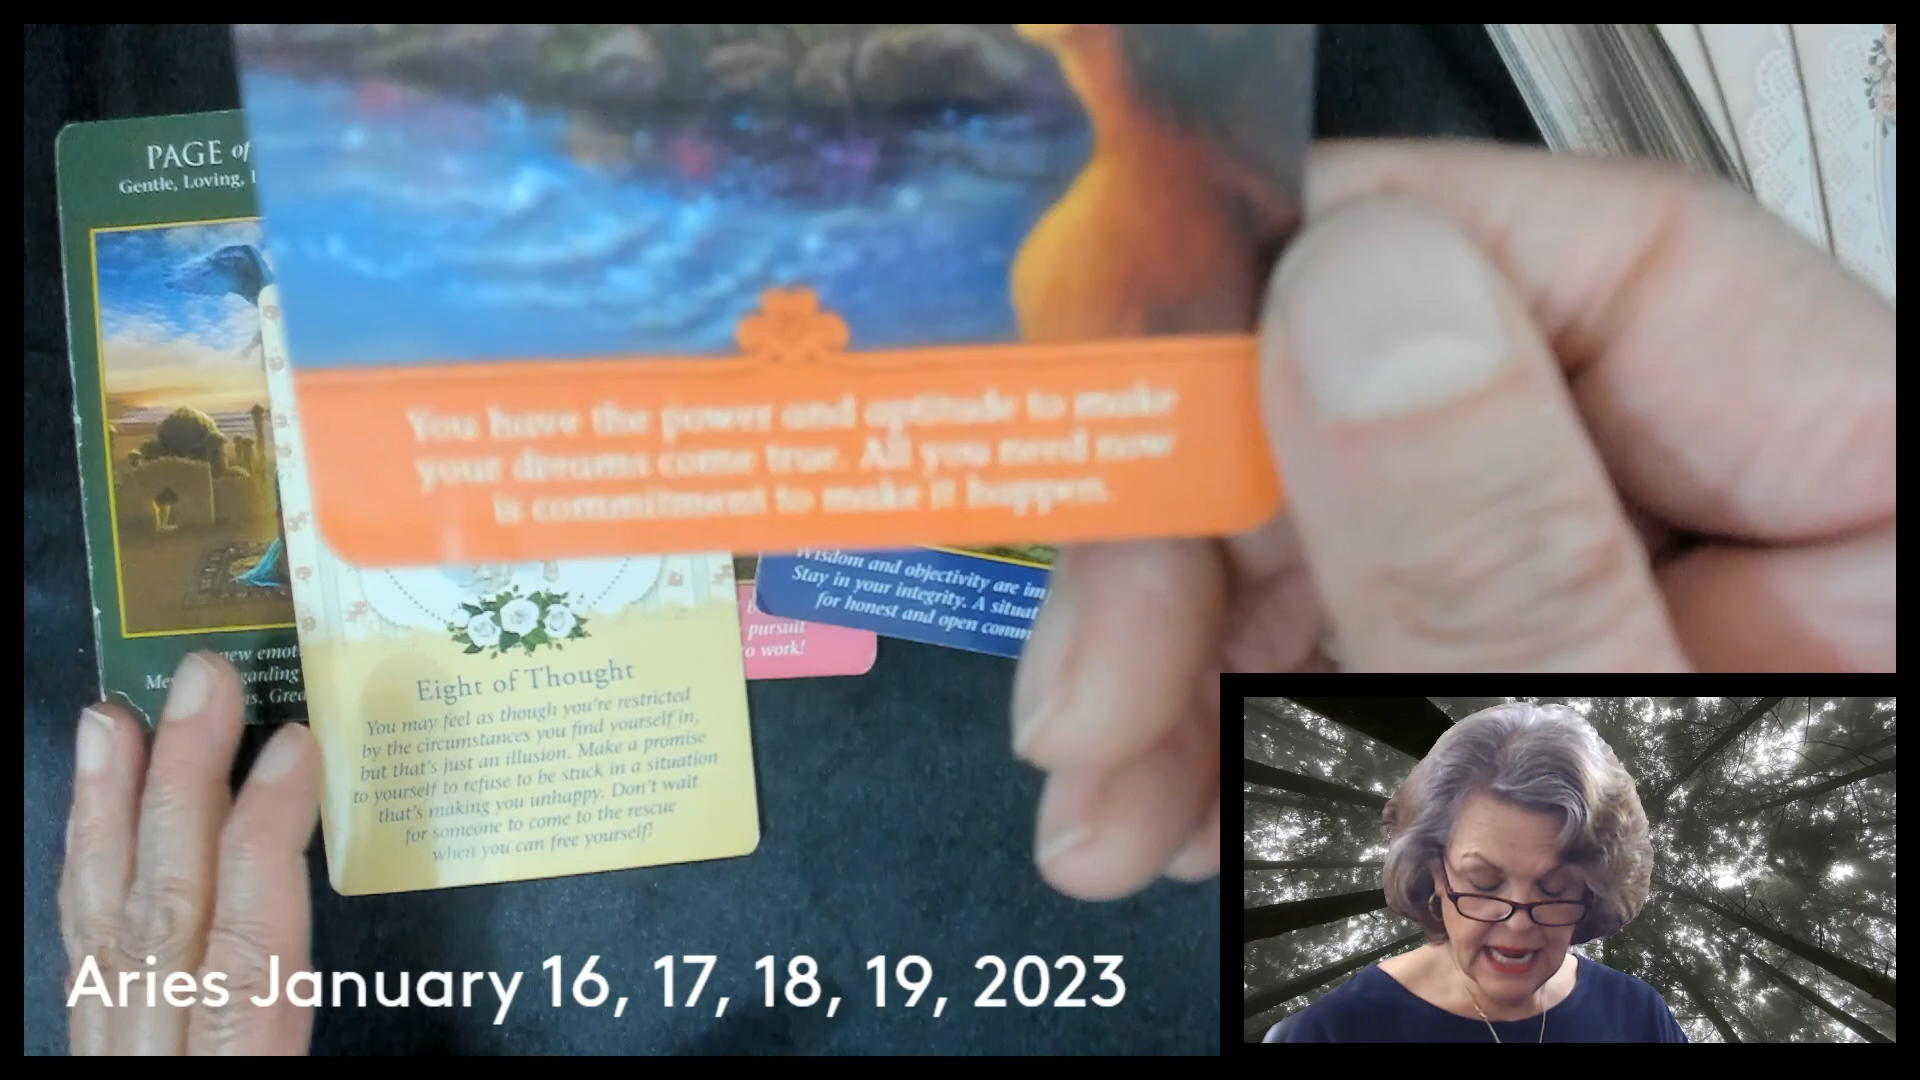 PAGE of
Gentle, Loving,
You have the power and aptitude to make
your dreams come true. All you need now
is commitment to make it happen.
Wisdom and objectivity are
Stay in your integrity. A
for honest and open
pursuit
to work!
new
Great
Eight of Thought
You may feel as though you're restricted
by the circumstances you find yourself in,
but that's just an illusion. Make a promise
to yourself to refuse to be stuck in a situation
that's making you unhappy. Don't wait
for someone to come to the rescue
when you can free yourself!
Aries January 16, 17, 18, 19, 2023